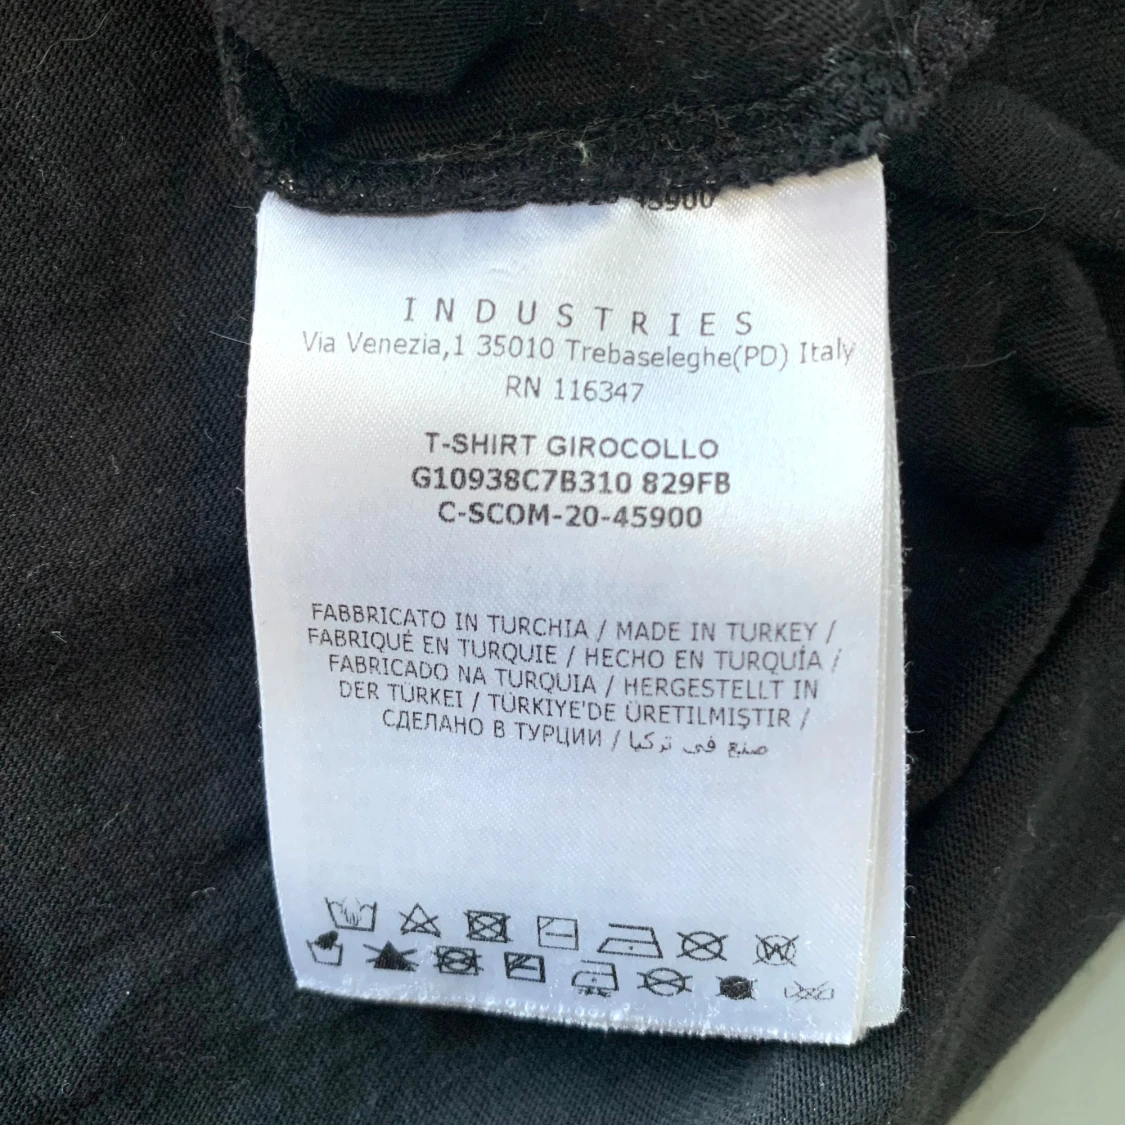 45900
INDUSTRIES
Via Venezia,1 35010 Trebaseleghe(PD) Italy
RN 116347
T-SHIRT GIROCOLLO
G10938C7B310 829FB
C-SCOM-20-45900
FABBRICATO IN TURCHIA / MADE IN TURKEY /
FABRIQUÉ EN TURQUIE / HECHO EN TURQUÍA /
FABRICADO NA TURQUIA / HERGESTELLT IN
DER TÜRKEI / TÜRKIYE'DE ÜRETILMIŞTIR /
СДЕЛАНО В ТУРЦИИ / صنع في تركيا